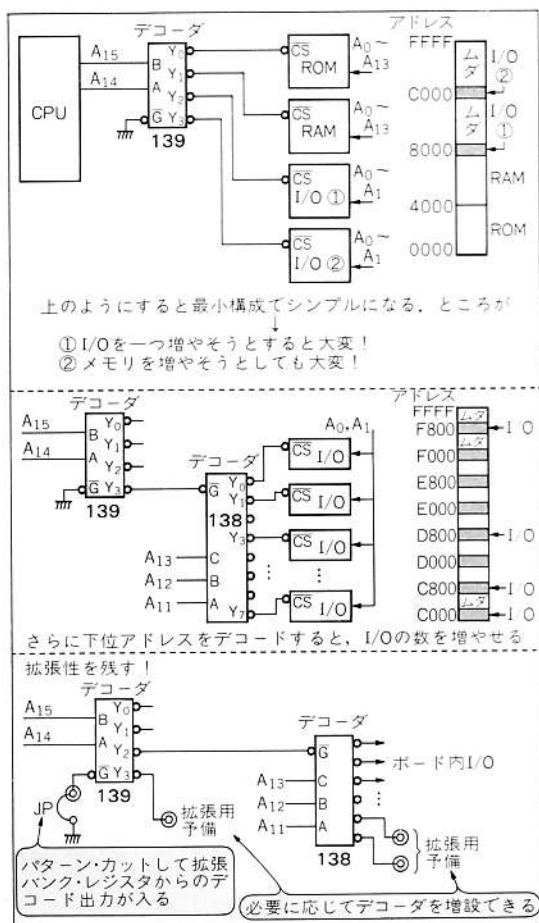 デコーダ
A15
A14
CPU
B
A
G
Y0
Y1
Y2
Y3
139
CS
ROM
A0~
A13
CS
RAM
A0~
A13
CS
I/O ①
A0~
A1
CS
I/O ②
A0~
A1
アドレス
FFFF
C000
8000
4000
0000
ムダ
ムダ
I/O
②
I/O
①
RAM
ROM
上のようにすると最小構成でシンプルになる．ところが
↓
① I/Oを一つ増やそうとすると大変！
② メモリを増やそうとしても大変！
デコーダ
A15
A14
B
A
G
Y0
Y1
Y2
Y3
139
デコーダ
G
138
A13
A12
A11
C
B
A
Y0
Y1
Y3
Y7
A0,A1
CS I/O
CS I/O
CS I/O
CS I/O
アドレス
FFFF
F800
F000
E800
E000
D800
D000
C800
C000
ムダ
ムダ
ムダ
I/O
I/O
I/O
I/O
さらに下位アドレスをデコードすると，I/Oの数を増やせる
拡張性を残す！
デコーダ
A15
A14
B
A
G
Y0
Y1
Y2
Y3
139
JP
拡張用
予備
デコーダ
G
C
B
A
A13
A12
A11
138
ボード内I/O
拡張用
予備
パターン・カットして拡張
バンク・レジスタからのデ
コード出力が入る
必要に応じてデコーダを増設できる